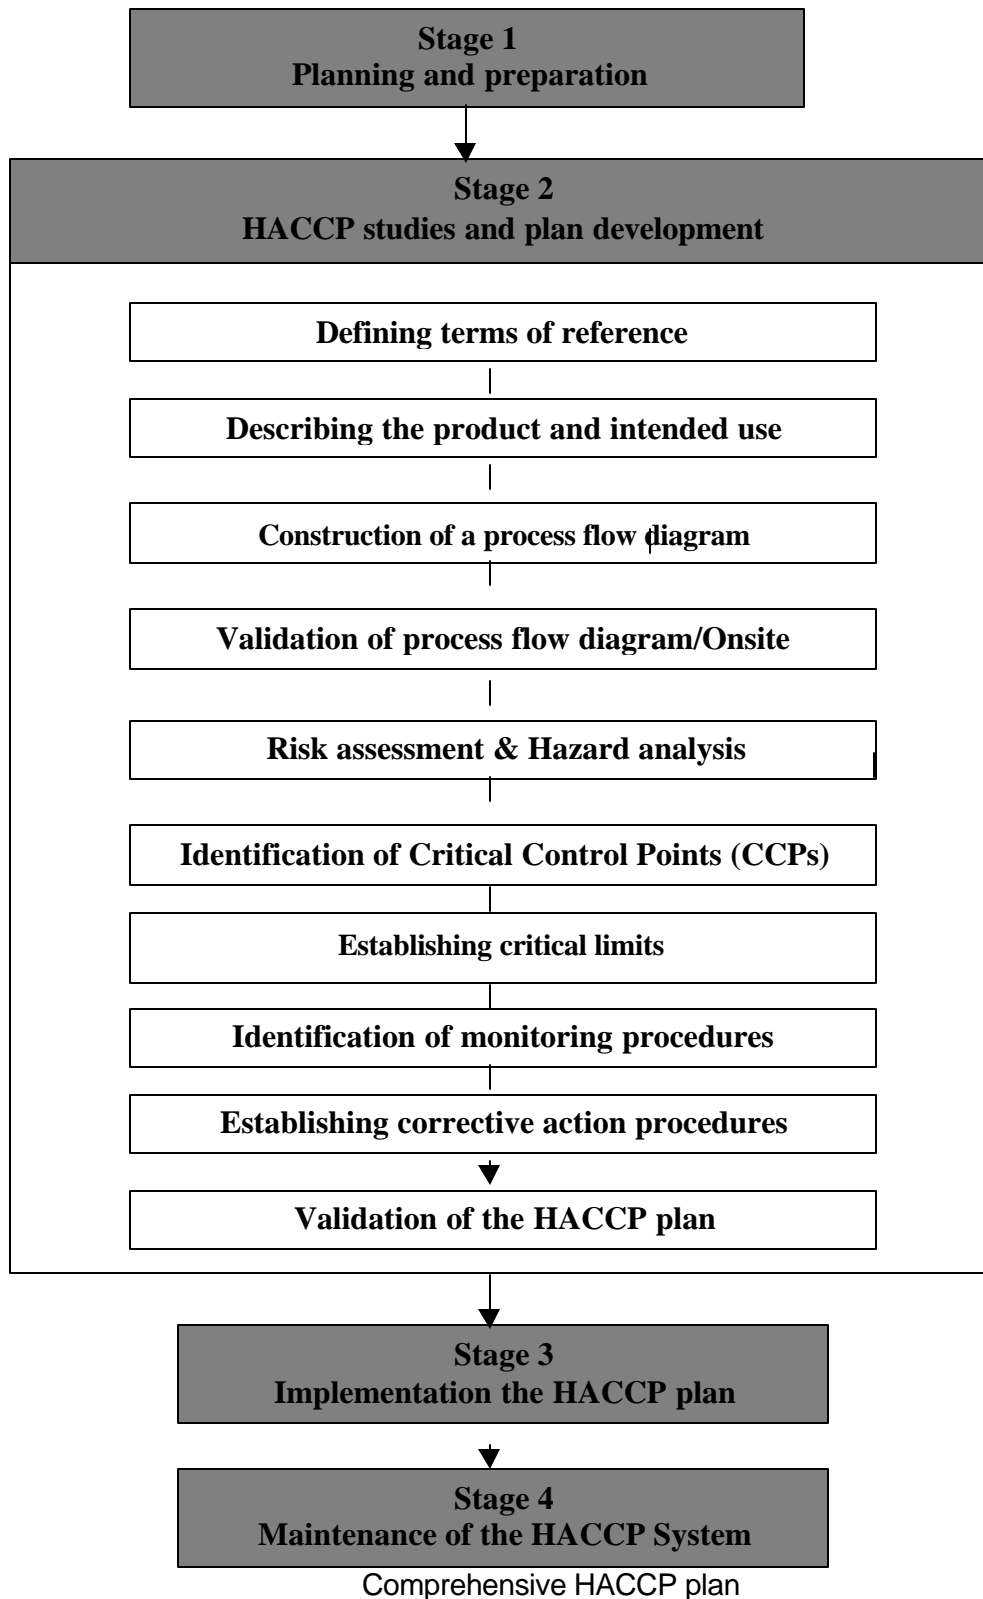 Stage 1
Planning and preparation
Stage 2
HACCP studies and plan development
Defining terms of reference
Describing the product and intended use
Construction of a process flow diagram
Validation of process flow diagram/Onsite
Risk assessment & Hazard analysis
Identification of Critical Control Points (CCPs)
Establishing critical limits
Identification of monitoring procedures
Establishing corrective action procedures
Validation of the HACCP plan
Stage 3
Implementation the HACCP plan
Stage 4
Maintenance of the HACCP System
Comprehensive HACCP plan